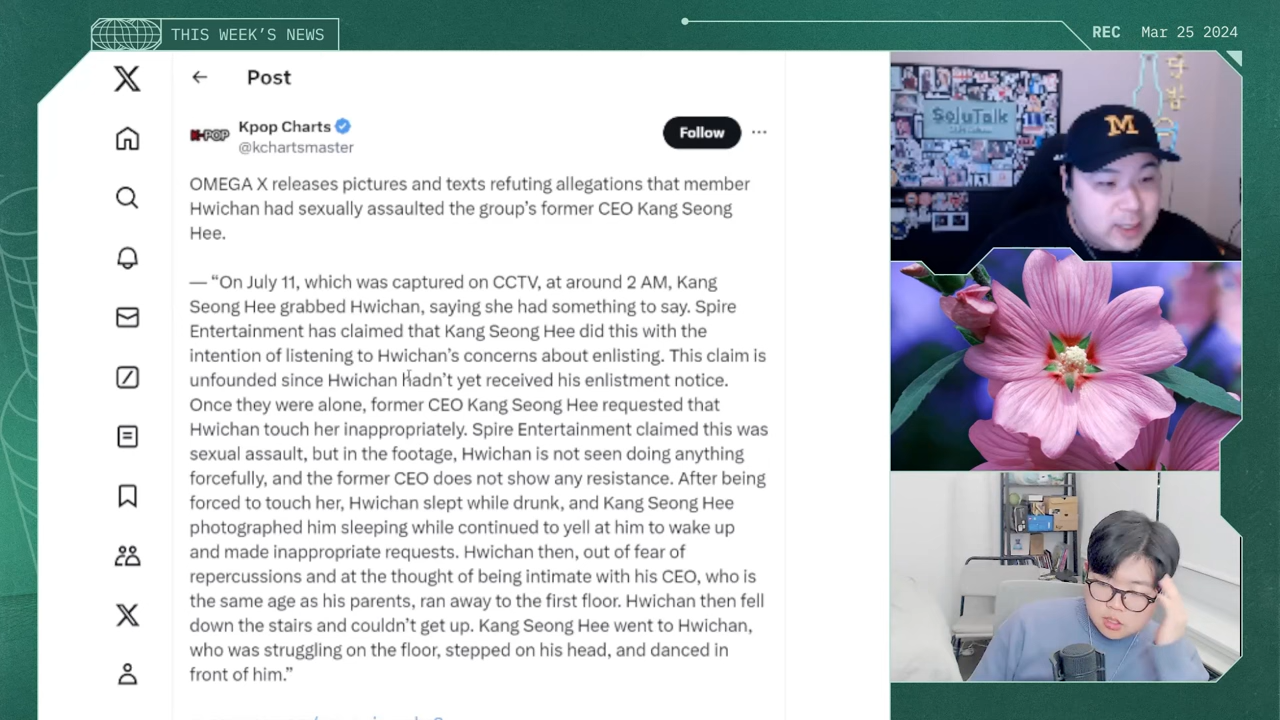 THIS WEEK'S NEWS
REC Mar 25 2024
Post
K-POP
Kpop Charts
@kchartsmaster
Follow
OMEGA X releases pictures and texts refuting allegations that member
Hwichan had sexually assaulted the group's former CEO Kang Seong
Hee.
— “On July 11, which was captured on CCTV, at around 2 AM, Kang
Seong Hee grabbed Hwichan, saying she had something to say. Spire
Entertainment has claimed that Kang Seong Hee did this with the
intention of listening to Hwichan's concerns about enlisting. This claim is
unfounded since Hwichan hadn't yet received his enlistment notice.
Once they were alone, former CEO Kang Seong Hee requested that
Hwichan touch her inappropriately. Spire Entertainment claimed this was
sexual assault, but in the footage, Hwichan is not seen doing anything
forcefully, and the former CEO does not show any resistance. After being
forced to touch her, Hwichan slept while drunk, and Kang Seong Hee
photographed him sleeping while continued to yell at him to wake up
and made inappropriate requests. Hwichan then, out of fear of
repercussions and at the thought of being intimate with his CEO, who is
the same age as his parents, ran away to the first floor. Hwichan then fell
down the stairs and couldn't get up. Kang Seong Hee went to Hwichan,
who was struggling on the floor, stepped on his head, and danced in
front of him.”
SojuTalk
M